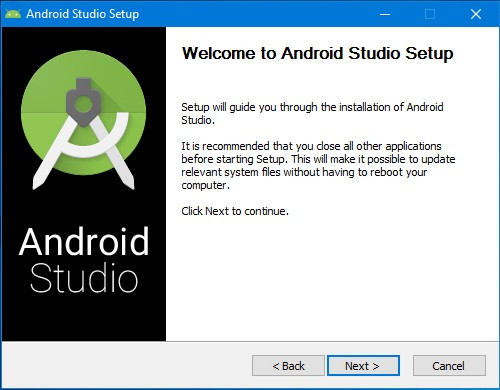 Android Studio Setup
Welcome to Android Studio Setup
Setup will guide you through the installation of Android
Studio.
It is recommended that you close all other applications
before starting Setup. This will make it possible to update
relevant system files without having to reboot your
computer.
Click Next to continue.
Android
Studio
< Back
Next >
Cancel